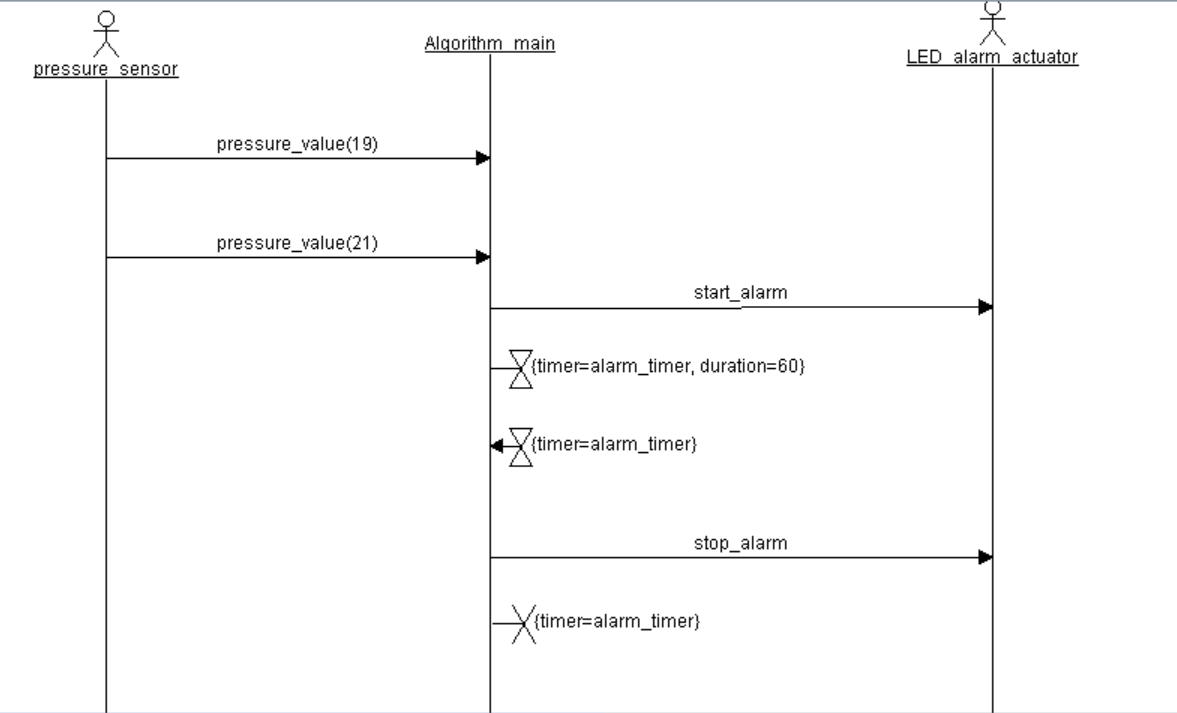 pressure_sensor
Algorithm_main
LED_alarm_actuator
pressure_value(19)
pressure_value(21)
start_alarm
{timer=alarm_timer, duration=60}
{timer=alarm_timer}
stop_alarm
{timer=alarm_timer}